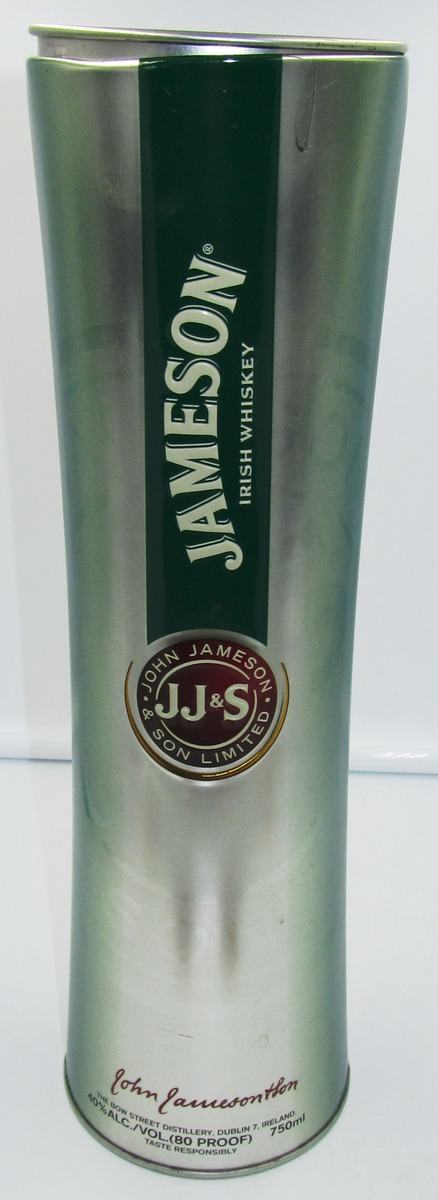 JAMESON®
IRISH WHISKEY
· JOHN JAMESON ·
& SON LIMITED
JJ&S
John Jameson & Son
THE BOW STREET DISTILLERY, DUBLIN 7, IRELAND.
40% ALC./VOL.(80 PROOF) 750ml
TASTE RESPONSIBLY